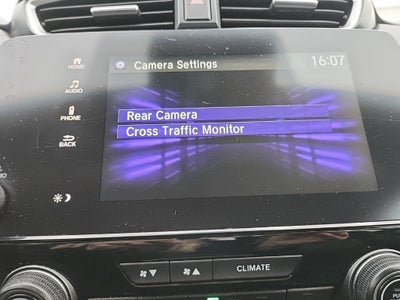 HOME
Camera Settings
16:07
AUDIO
PHONE
BACK
Rear Camera
Cross Traffic Monitor
CLIMATE